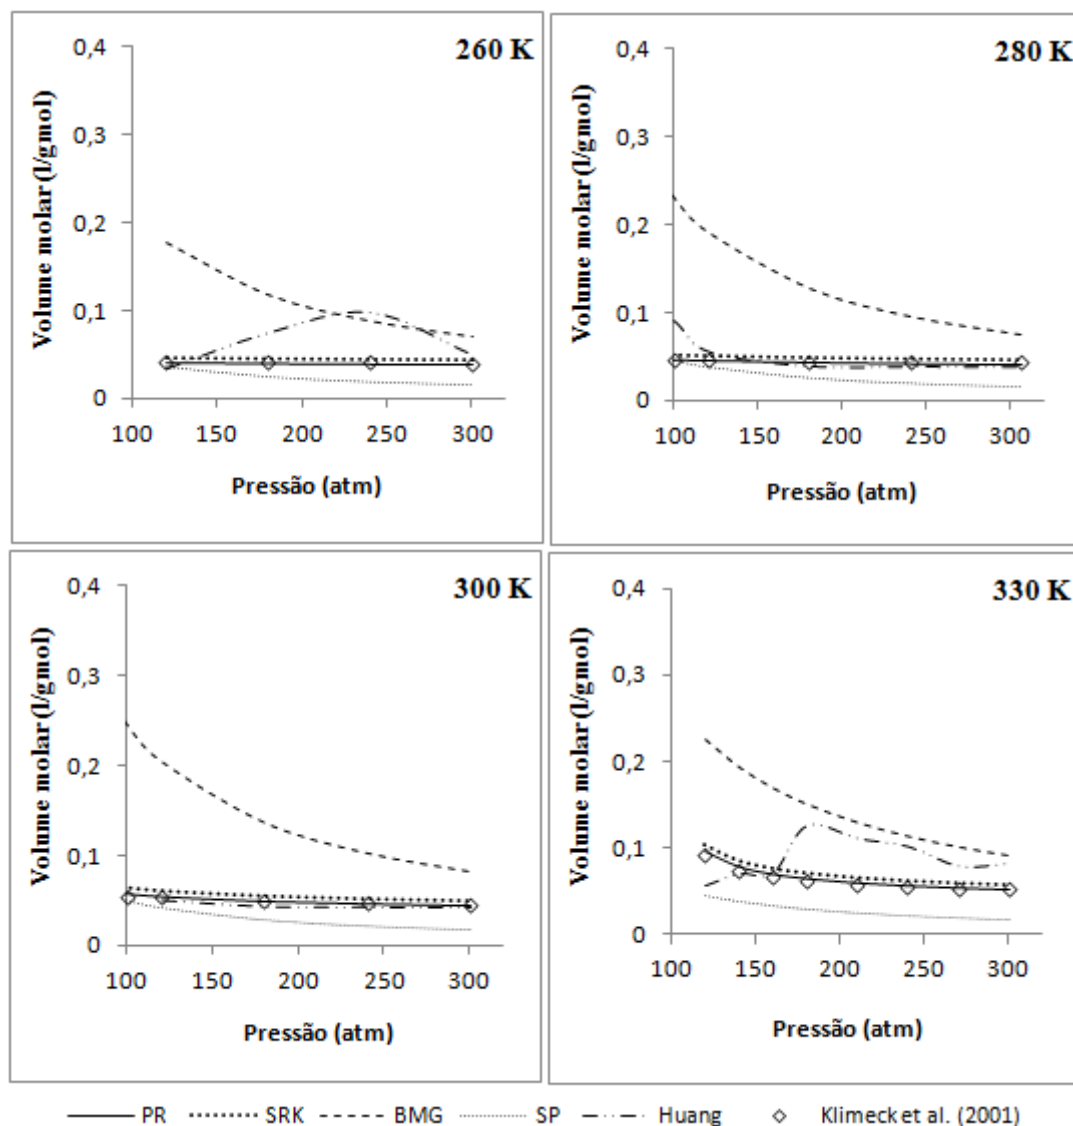 260 K
Volume molar (l/gmol)
0,4
0,3
0,2
0,1
0
100 150 200 250 300
Pressão (atm)
280 K
Volume molar (l/gmol)
0,4
0,3
0,2
0,1
0
100 150 200 250 300
Pressão (atm)
300 K
Volume molar (l/gmol)
0,4
0,3
0,2
0,1
0
100 150 200 250 300
Pressão (atm)
330 K
Volume molar (l/gmol)
0,4
0,3
0,2
0,1
0
100 150 200 250 300
Pressão (atm)
PR SRK BMG SP Huang Klimeck et al. (2001)